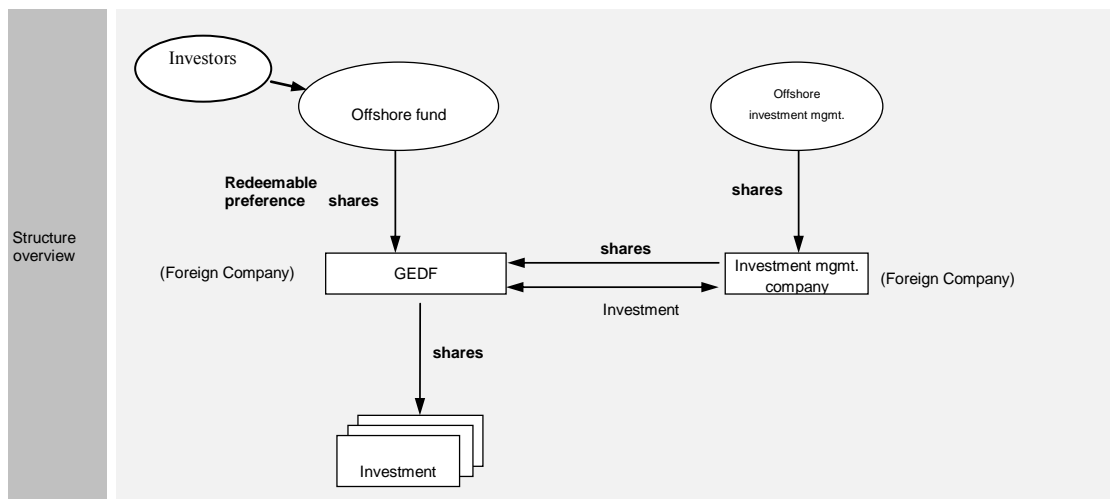 Investors
Offshore fund
Offshore
investment mgmt.
Redeemable
preference shares
shares
Structure
overview
(Foreign Company)
GEDF
shares
Investment mgmt.
company
(Foreign Company)
Investment
shares
Investment